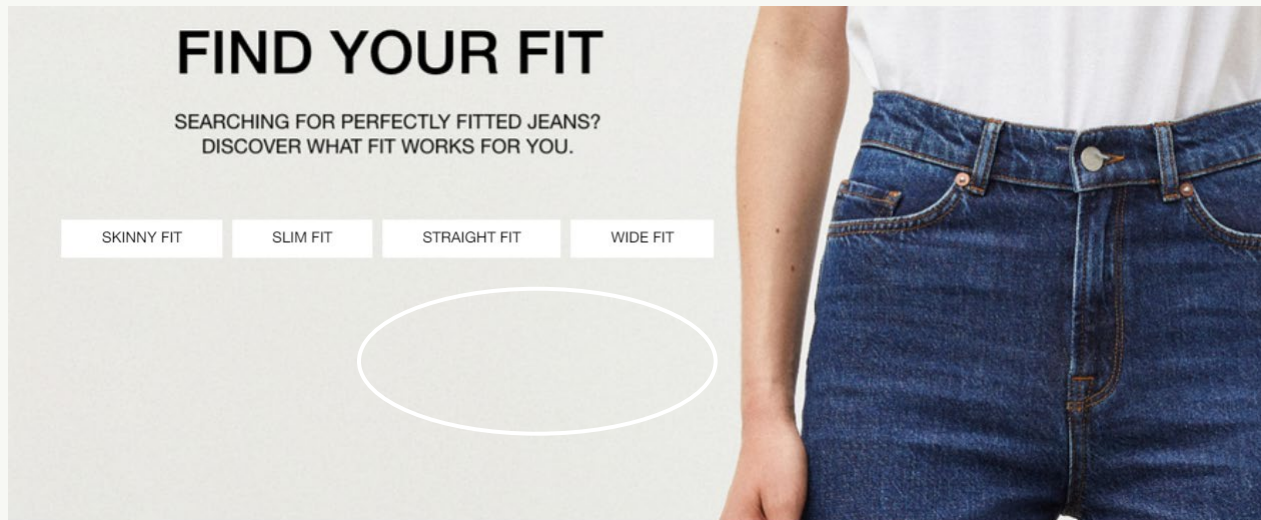 FIND YOUR FIT
SEARCHING FOR PERFECTLY FITTED JEANS?
DISCOVER WHAT FIT WORKS FOR YOU.
SKINNY FIT
SLIM FIT
STRAIGHT FIT
WIDE FIT